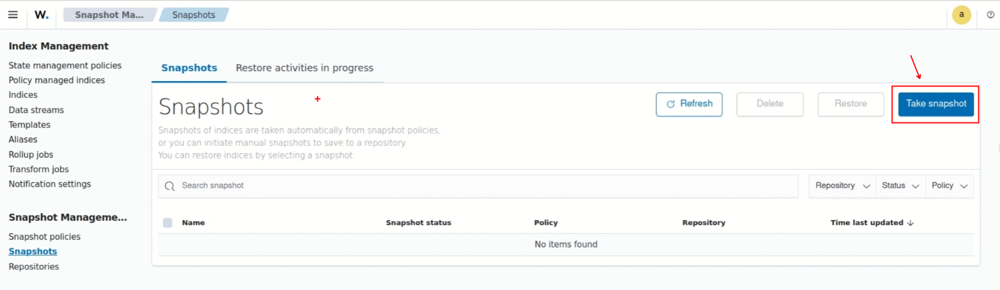 W. Snapshot Ma... Snapshots a ?
Index Management
State management policies
Policy managed indices
Indices
Data streams
Templates
Aliases
Rollup jobs
Transform jobs
Notification settings
Snapshot Manageme...
Snapshot policies
Snapshots
Repositories
Snapshots Restore activities in progress
Snapshots
Refresh Delete Restore Take snapshot
Snapshots of indices are taken automatically from snapshot policies,
or you can initiate manual snapshots to save to a repository.
You can restore indices by selecting a snapshot.
Search snapshot Repository Status Policy
Name Snapshot status Policy Repository Time last updated
No items found